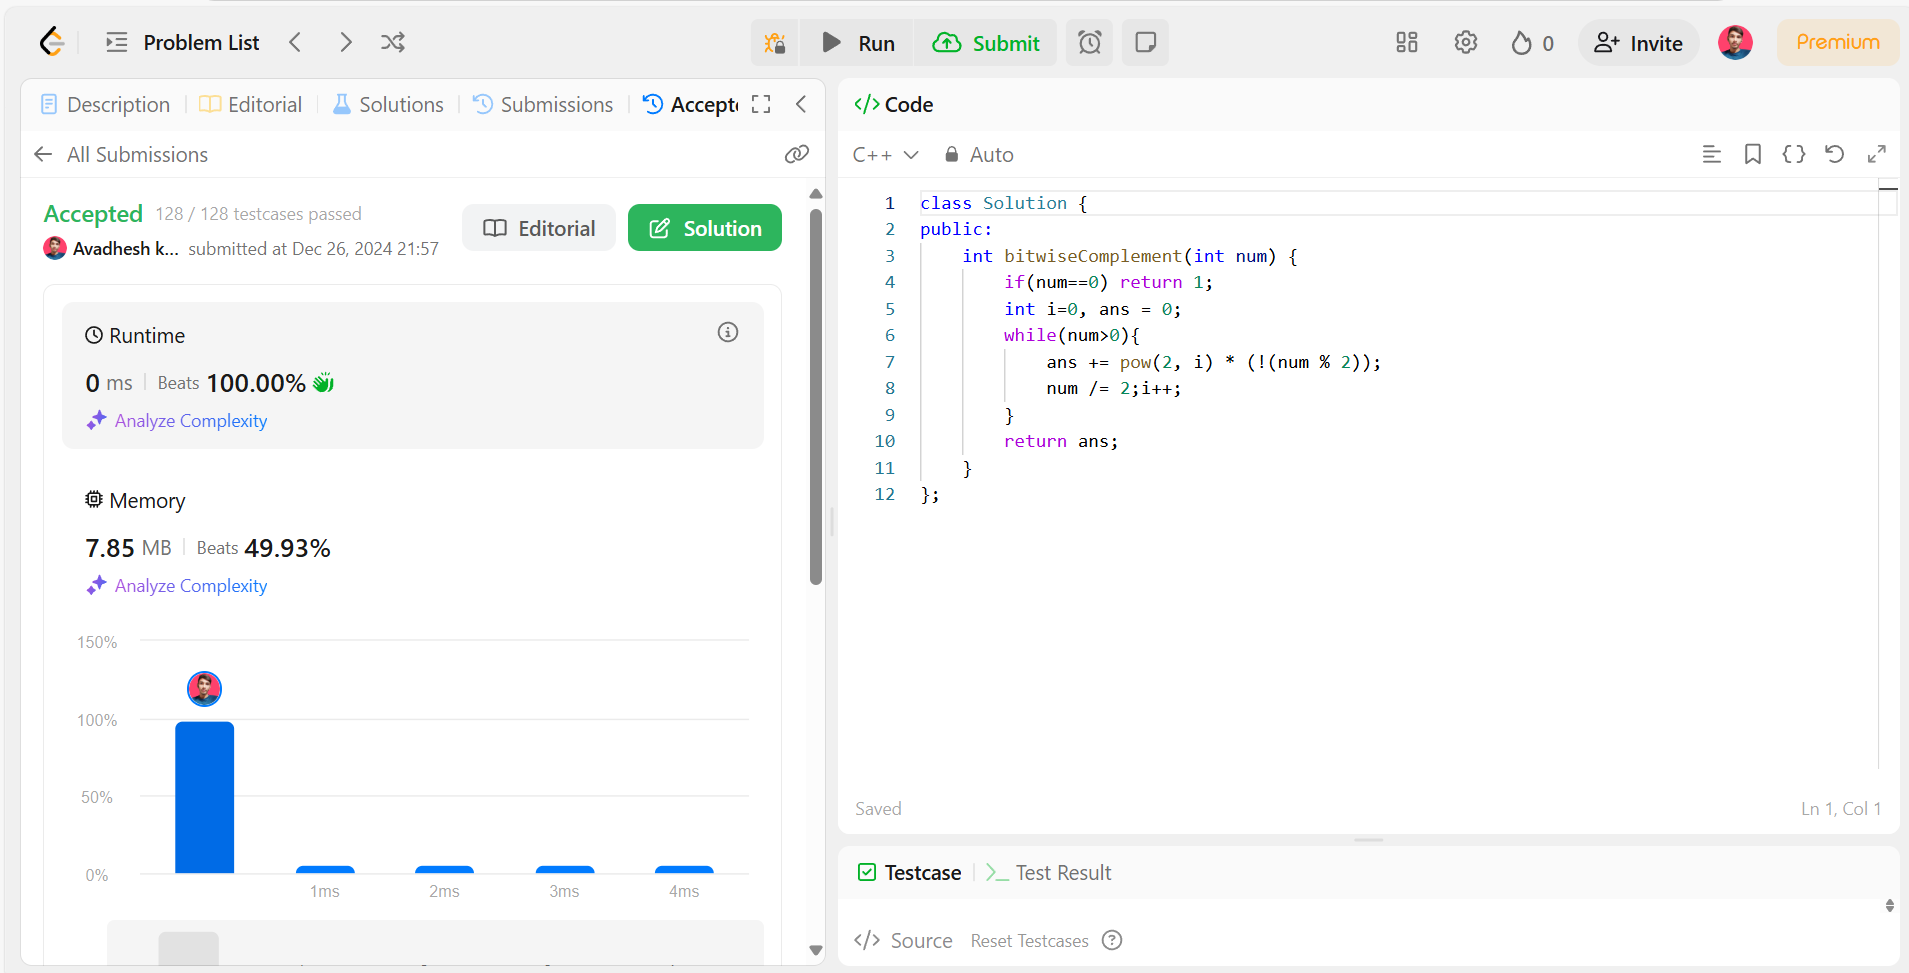 Problem List
Run
Submit
0
Invite
Premium
Description
Editorial
Solutions
Submissions
Accepte
All Submissions
Accepted 128 / 128 testcases passed
Avadhesh k... submitted at Dec 26, 2024 21:57
Editorial
Solution
Runtime
0 ms Beats 100.00%
Analyze Complexity
Memory
7.85 MB Beats 49.93%
Analyze Complexity
150%
100%
50%
0%
1ms 2ms 3ms 4ms
</> Code
C++ Auto
1 class Solution {
2 public:
3     int bitwiseComplement(int num) {
4         if(num==0) return 1;
5         int i=0, ans = 0;
6         while(num>0){
7             ans += pow(2, i) * (!(num % 2));
8             num /= 2;i++;
9         }
10         return ans;
11     }
12 };
Saved
Ln 1, Col 1
Testcase
Test Result
</> Source Reset Testcases ?